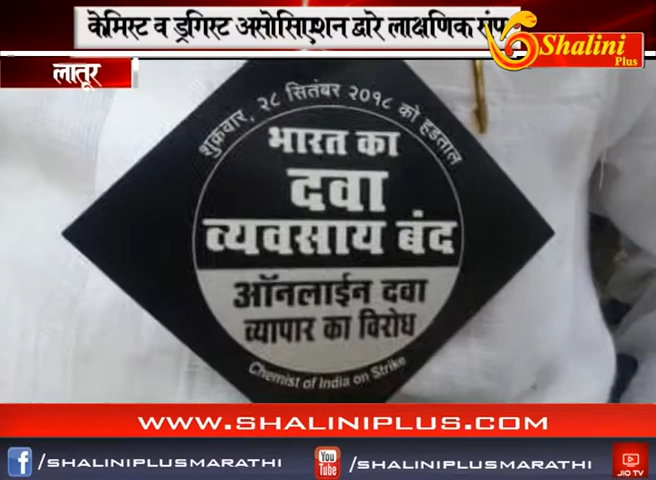 केमिस्ट व ड्रगिस्ट असोसिएशन द्वारे लाक्षणिक संप
Shalini
Plus
लातूर
शुक्रवार, २८ सितंबर २०१८ को हडताल
भारत का
दवा
व्यवसाय बंद
ऑनलाईन दवा
व्यापार का विरोध
Chemist of India on Strike
WWW.SHALINIPLUS.COM
f /SHALINIPLUSMARATHI
You Tube /SHALINIPLUSMARATHI
JIO TV